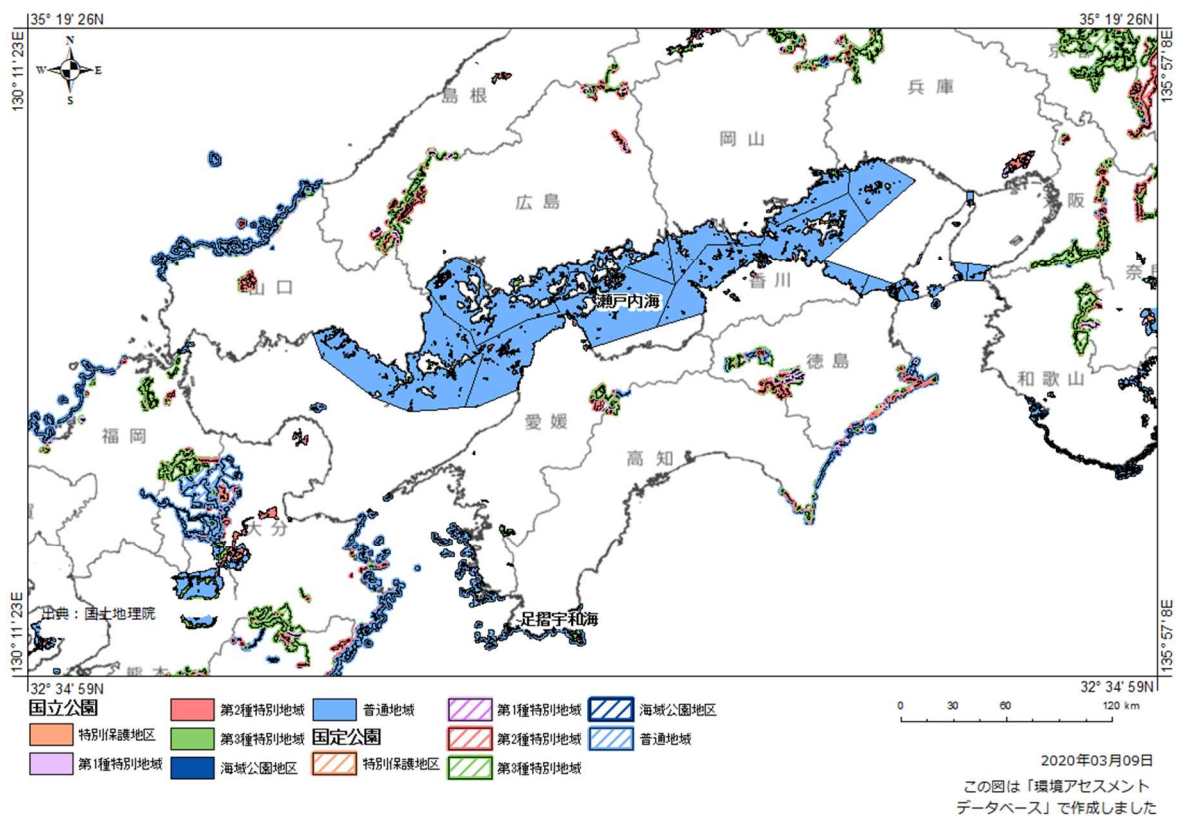 35° 19' 26N
35° 19' 26N
130° 11' 23E
135° 57' 8E
N
W
E
S
京都
兵庫
島根
岡山
広島
大阪
山口
瀬戸内海
香川
奈良
徳島
和歌山
愛媛
福岡
高知
大分
出典：国土地理院
足摺宇和海
熊本
130° 11' 23E
135° 57' 8E
32° 34' 59N
32° 34' 59N
国立公園
特別保護地区
第1種特別地域
第2種特別地域
第3種特別地域
海域公園地区
普通地域
国定公園
特別保護地区
第1種特別地域
第2種特別地域
第3種特別地域
海域公園地区
普通地域
0 30 60 120 km
2020年03月09日
この図は「環境アセスメント
データベース」で作成しました